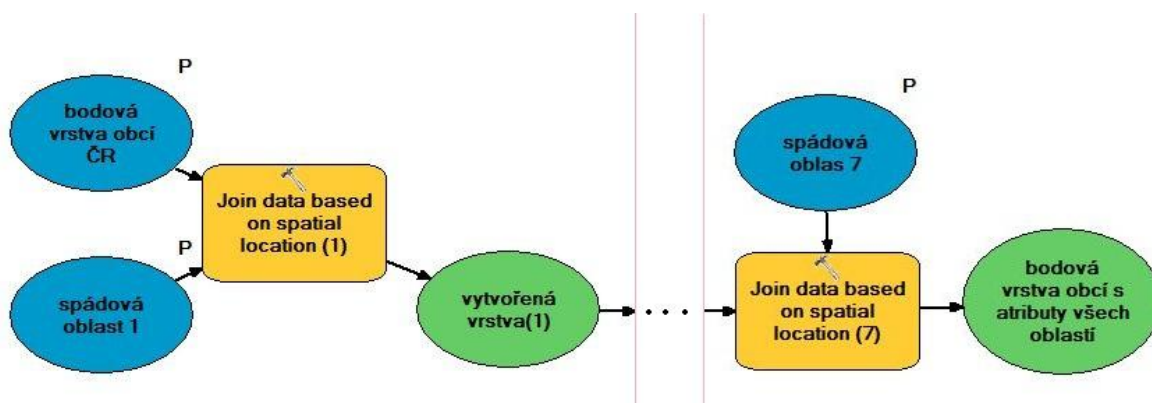 P
bodová
vrstva obcí
ČR
Join data based
on spatial
location (1)
P
spádová
oblast 1
vytvořená
vrstva(1)
. . .
P
spádová
oblas 7
Join data based
on spatial
location (7)
bodová
vrstva obcí s
atributy všech
oblastí